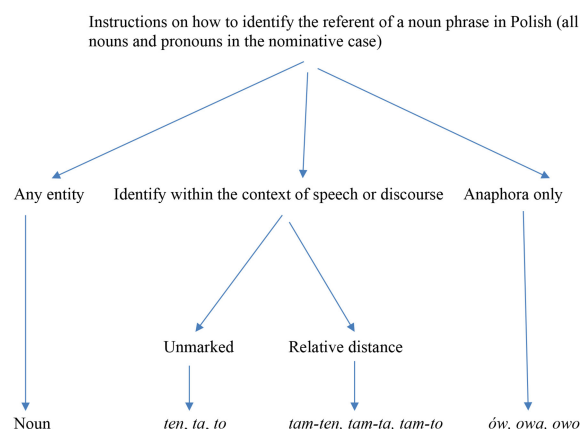 Instructions on how to identify the referent of a noun phrase in Polish (all
nouns and pronouns in the nominative case)
Any entity
Identify within the context of speech or discourse
Anaphora only
Unmarked
Relative distance
Noun
ten, ta, to
tam-ten, tam-ta, tam-to
ów, owa, owo